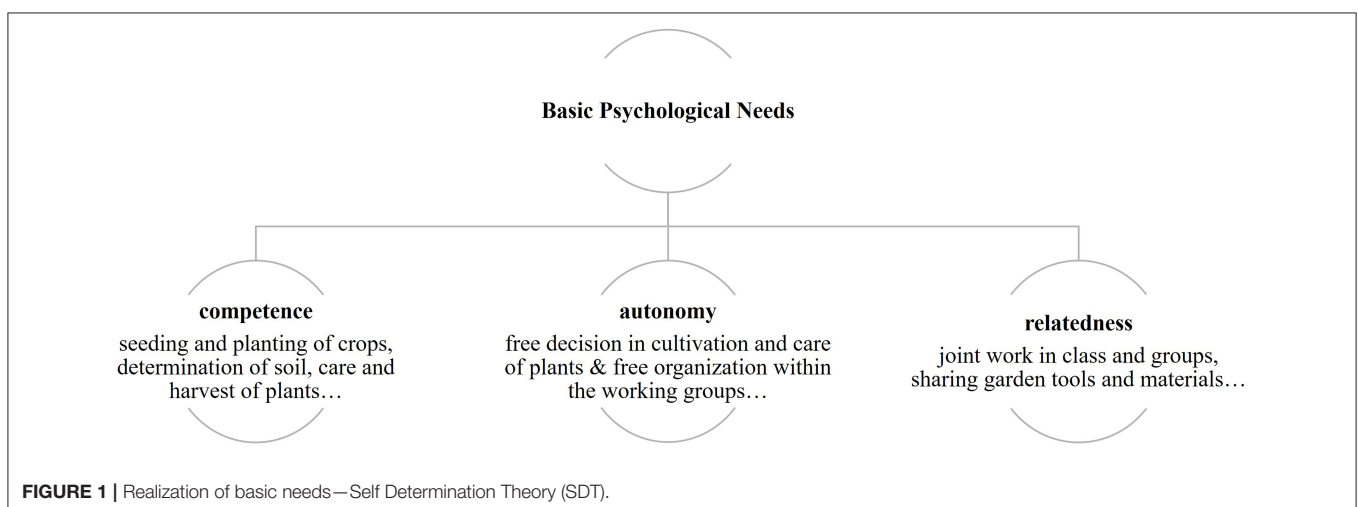 Basic Psychological Needs
competence
seeding and planting of crops,
determination of soil, care and
harvest of plants…
autonomy
free decision in cultivation and care
of plants & free organization within
the working groups…
relatedness
joint work in class and groups,
sharing garden tools and materials…
FIGURE 1 | Realization of basic needs—Self Determination Theory (SDT).